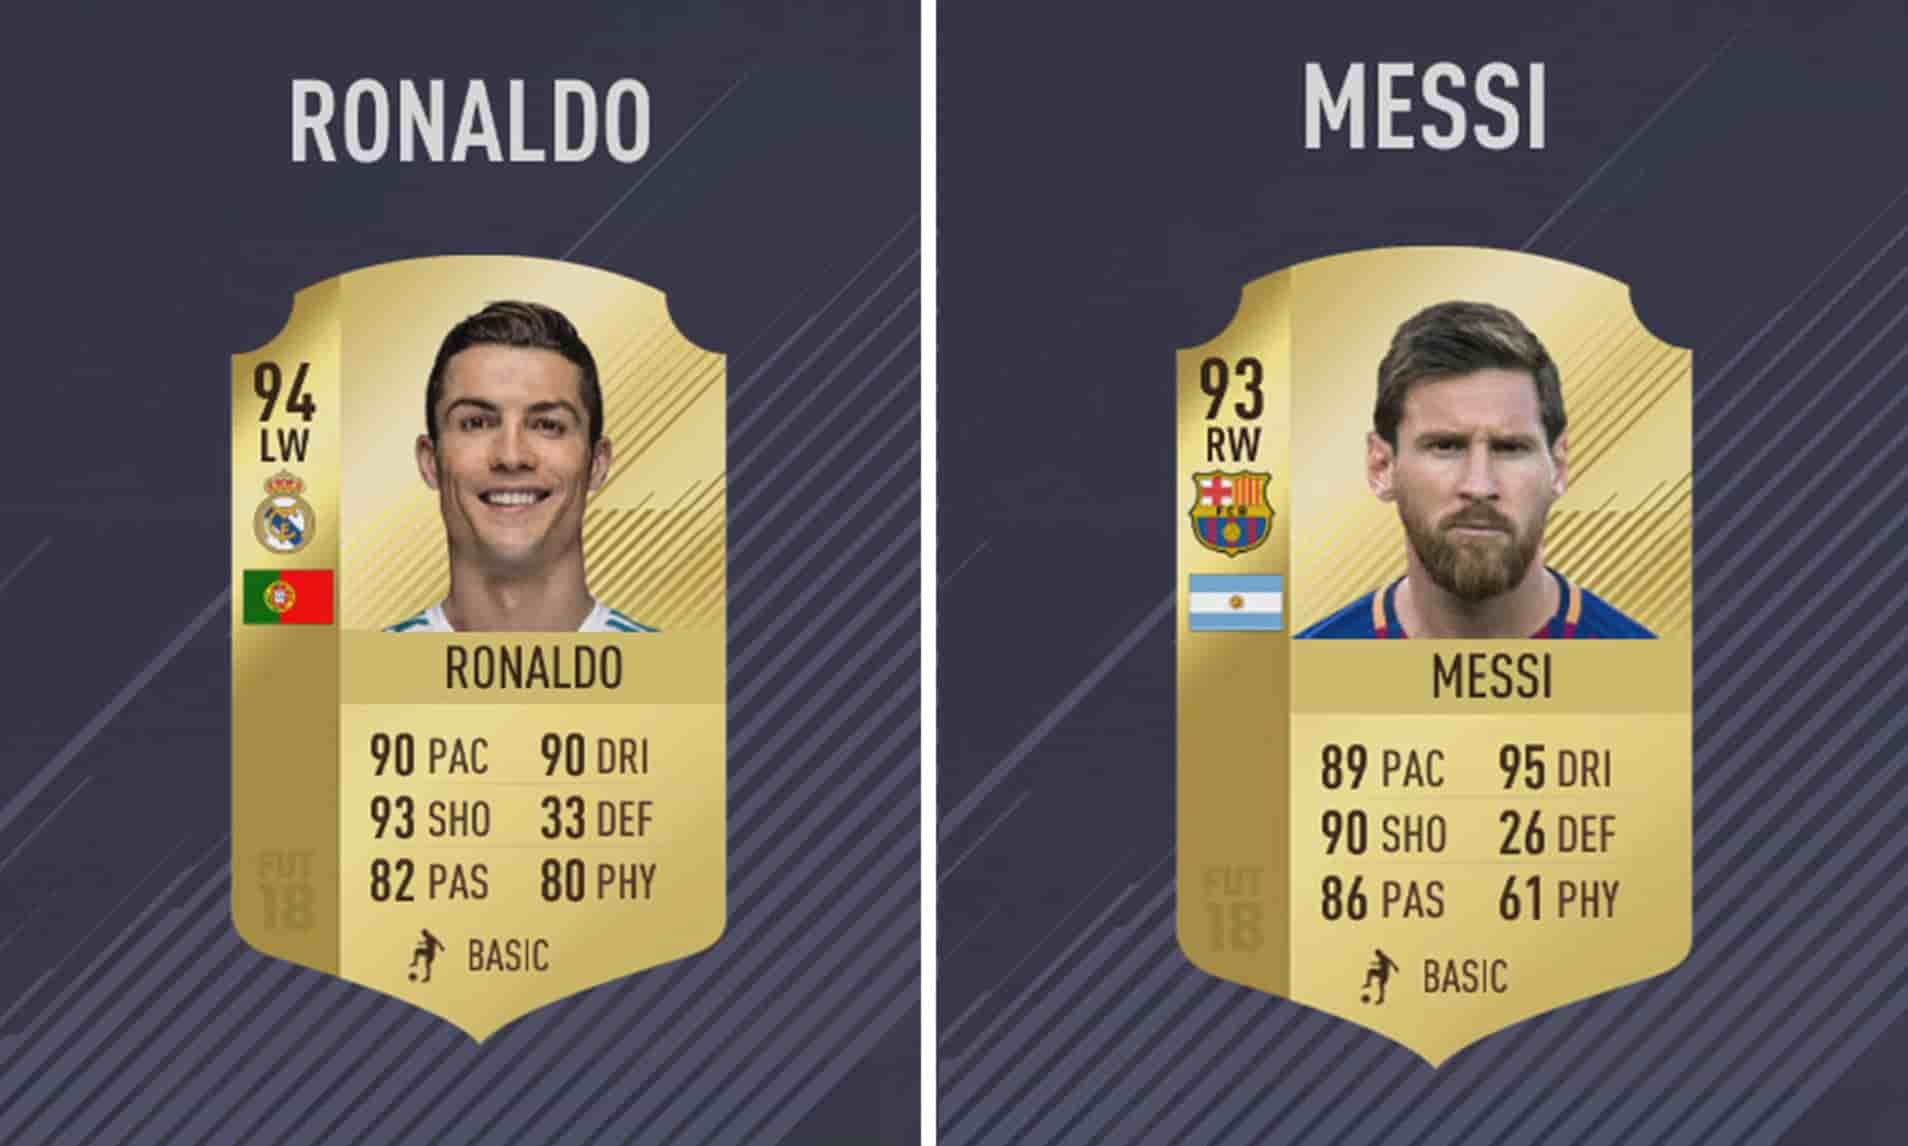 RONALDO
94
LW
RONALDO
90 PAC 90 DRI
93 SHO 33 DEF
82 PAS 80 PHY
FUT
18
BASIC
MESSI
93
RW
FCB
MESSI
89 PAC 95 DRI
90 SHO 26 DEF
86 PAS 61 PHY
FUT
18
BASIC